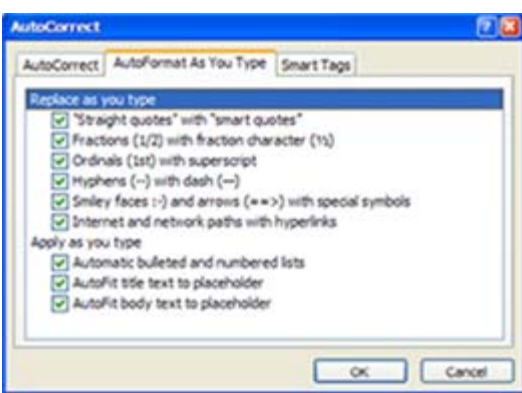 AutoCorrect
AutoCorrect AutoFormat As You Type Smart Tags
Replace as you type
"Straight quotes" with "smart quotes"
Fractions (1/2) with fraction character (½)
Ordinals (1st) with superscript
Hyphens (--) with dash (—)
Smiley faces :-) and arrows (==>) with special symbols
Internet and network paths with hyperlinks
Apply as you type
Automatic bulleted and numbered lists
AutoFit title text to placeholder
AutoFit body text to placeholder
OK Cancel